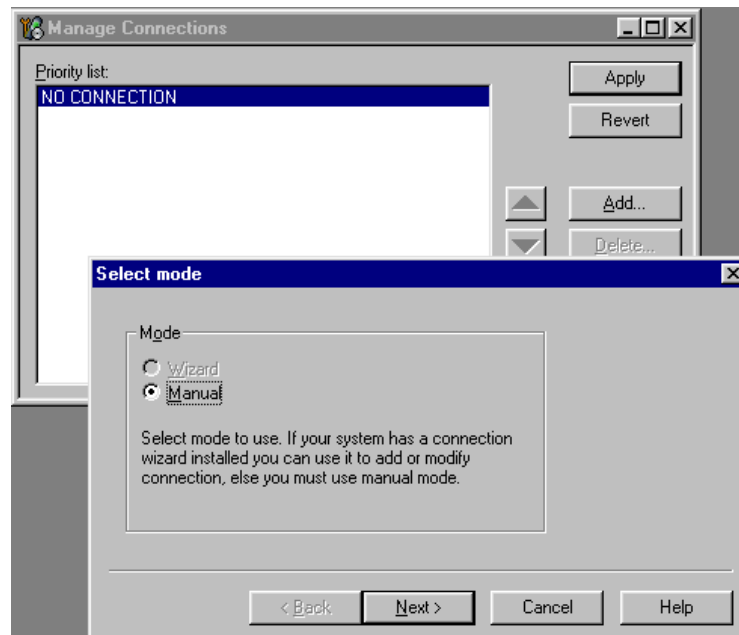 Manage Connections
Priority list:
NO CONNECTION
Apply
Revert
Add...
Delete...
Select mode
Mode
Wizard
Manual
Select mode to use. If your system has a connection
wizard installed you can use it to add or modify
connection, else you must use manual mode.
< Back
Next >
Cancel
Help